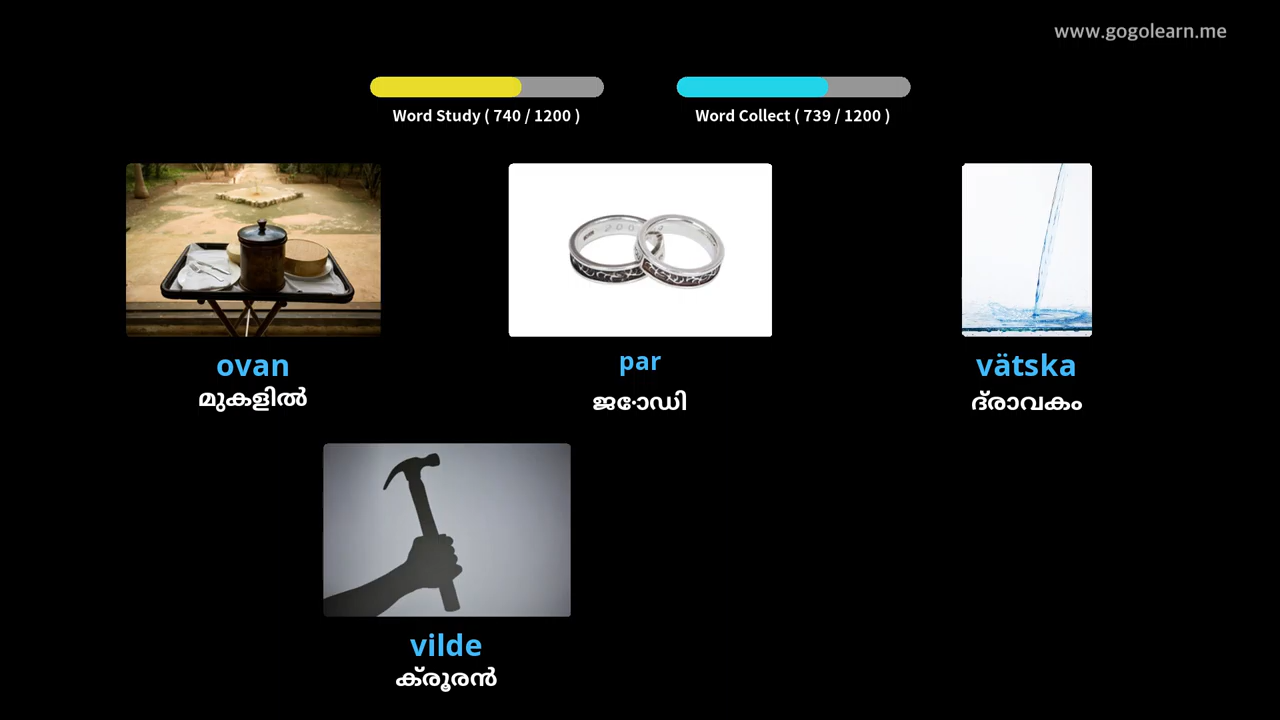 www.gogolearn.me
Word Study ( 740 / 1200 )
Word Collect ( 739 / 1200 )
ovan
par
vätska
മുകളിൽ
ജോഡി
ദ്രാവകം
vilde
ക്രൂരൻ